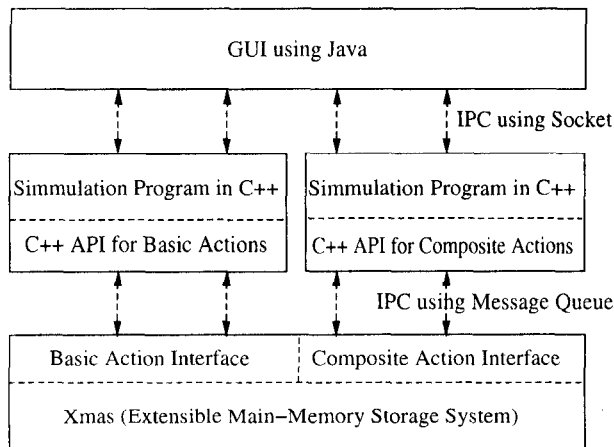 GUI using Java
IPC using Socket
Simmulation Program in C++
Simmulation Program in C++
C++ API for Basic Actions
C++ API for Composite Actions
IPC using Message Queue
Basic Action Interface
Composite Action Interface
Xmas (Extensible Main-Memory Storage System)